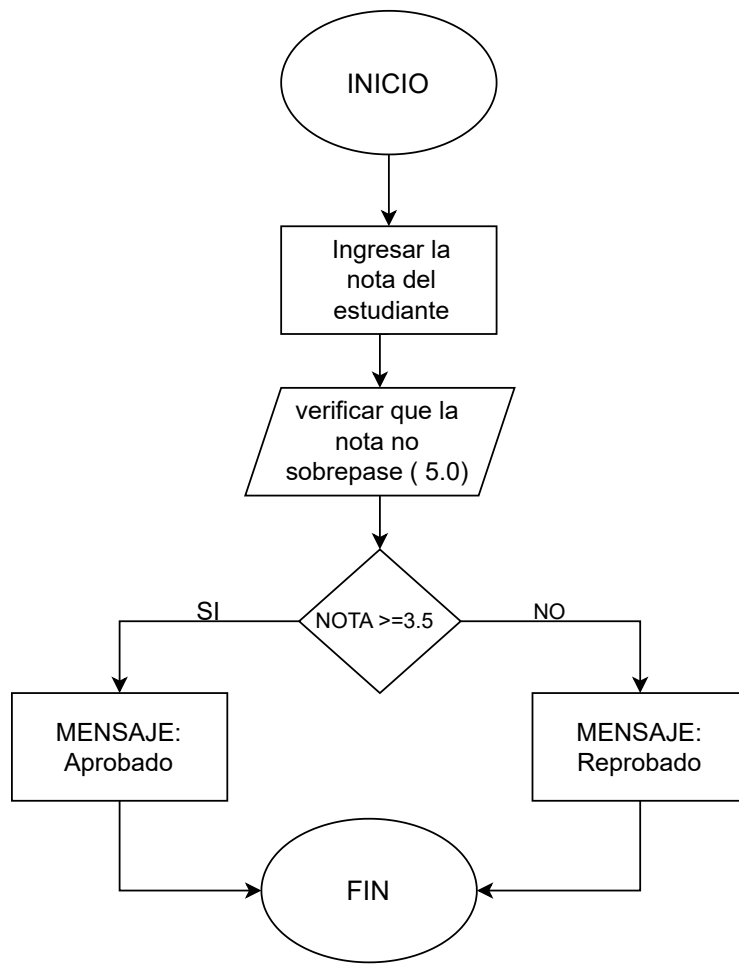 INICIO
Ingresar la
nota del
estudiante
verificar que la
nota no
sobrepase ( 5.0)
SI
NOTA >=3.5
NO
MENSAJE:
Aprobado
MENSAJE:
Reprobado
FIN